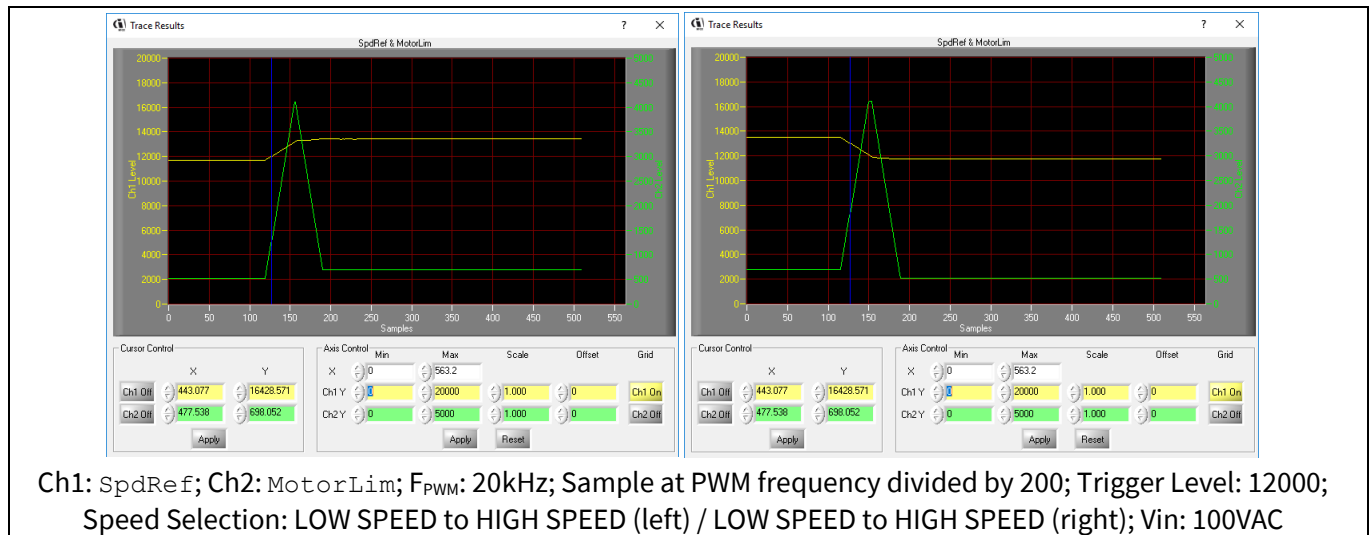 Trace Results ? ×
SpdRef & MotorLim
20000 5000
18000 4500
16000 4000
14000 3500
12000 3000
10000 2500
8000 2000
6000 1500
4000 1000
2000 500
0 0
Ch1 Level
Ch2 Level
0 50 100 150 200 250 300 350 400 450 500 550
Samples
Cursor Control
X Y
Ch1 Off 443.077 16428.571
Ch2 Off 477.538 698.052
Apply
Axis Control
Min Max Scale Offset Grid
X 0 563.2
Ch1 Y 0 20000 1.000 0 Ch1 On
Ch2 Y 0 5000 1.000 0 Ch2 Off
Apply Reset
Trace Results ? ×
SpdRef & MotorLim
20000 5000
18000 4500
16000 4000
14000 3500
12000 3000
10000 2500
8000 2000
6000 1500
4000 1000
2000 500
0 0
Ch1 Level
Ch2 Level
0 50 100 150 200 250 300 350 400 450 500 550
Samples
Cursor Control
X Y
Ch1 Off 443.077 16428.571
Ch2 Off 477.538 698.052
Apply
Axis Control
Min Max Scale Offset Grid
X 0 563.2
Ch1 Y 0 20000 1.000 0 Ch1 On
Ch2 Y 0 5000 1.000 0 Ch2 Off
Apply Reset
Ch1: SpdRef; Ch2: MotorLim; FPWM: 20kHz; Sample at PWM frequency divided by 200; Trigger Level: 12000;
Speed Selection: LOW SPEED to HIGH SPEED (left) / LOW SPEED to HIGH SPEED (right); Vin: 100VAC